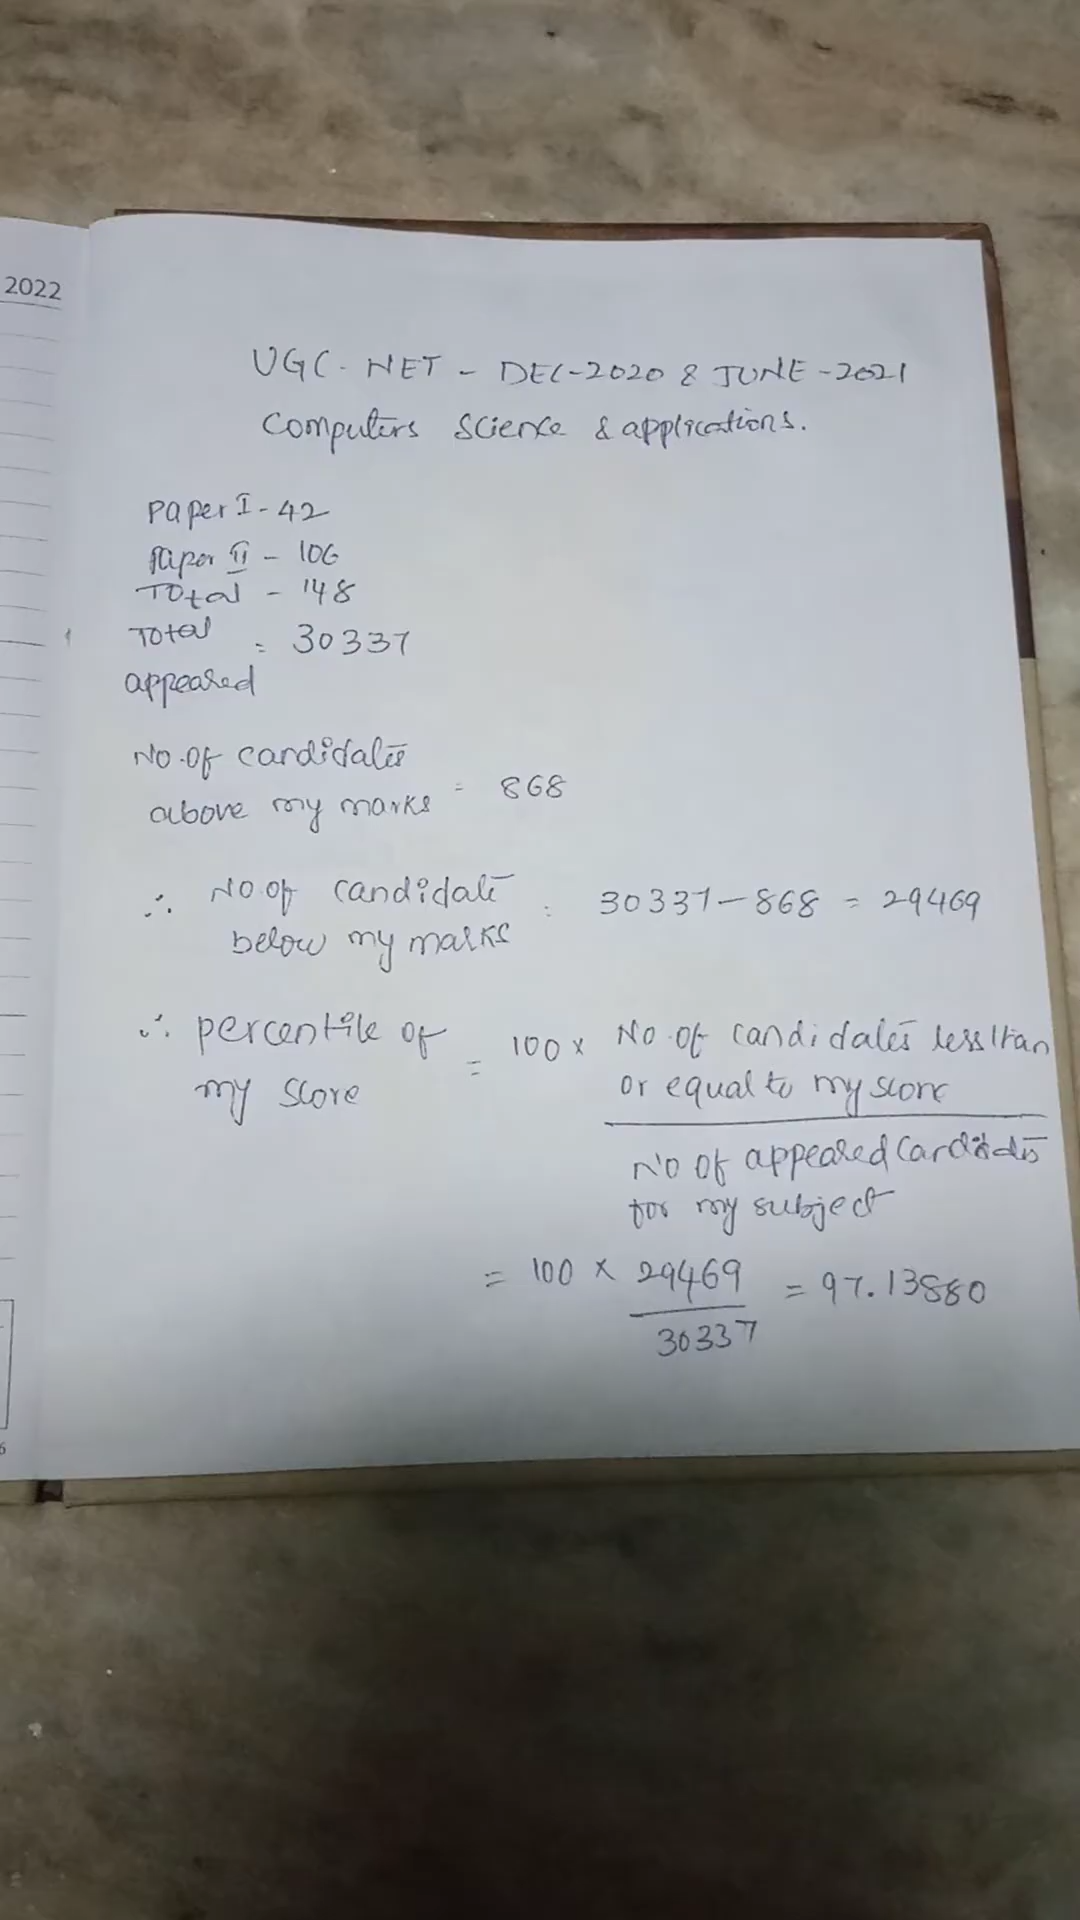 2022
UGC - NET - DEC-2020 & JUNE -2021
Computers Science & applications.
Paper I - 42
Paper II - 106
Total - 148
Total = 30337
appeared
No. of candidates
above my marks = 868
∴ No. of candidate : 30337 - 868 = 29469
below my marks
∴ percentile of = 100 × No. of candidates less than
my score or equal to my score
No of appeared candidates
for my subject
= 100 × 29469 = 97.13880
30337
6